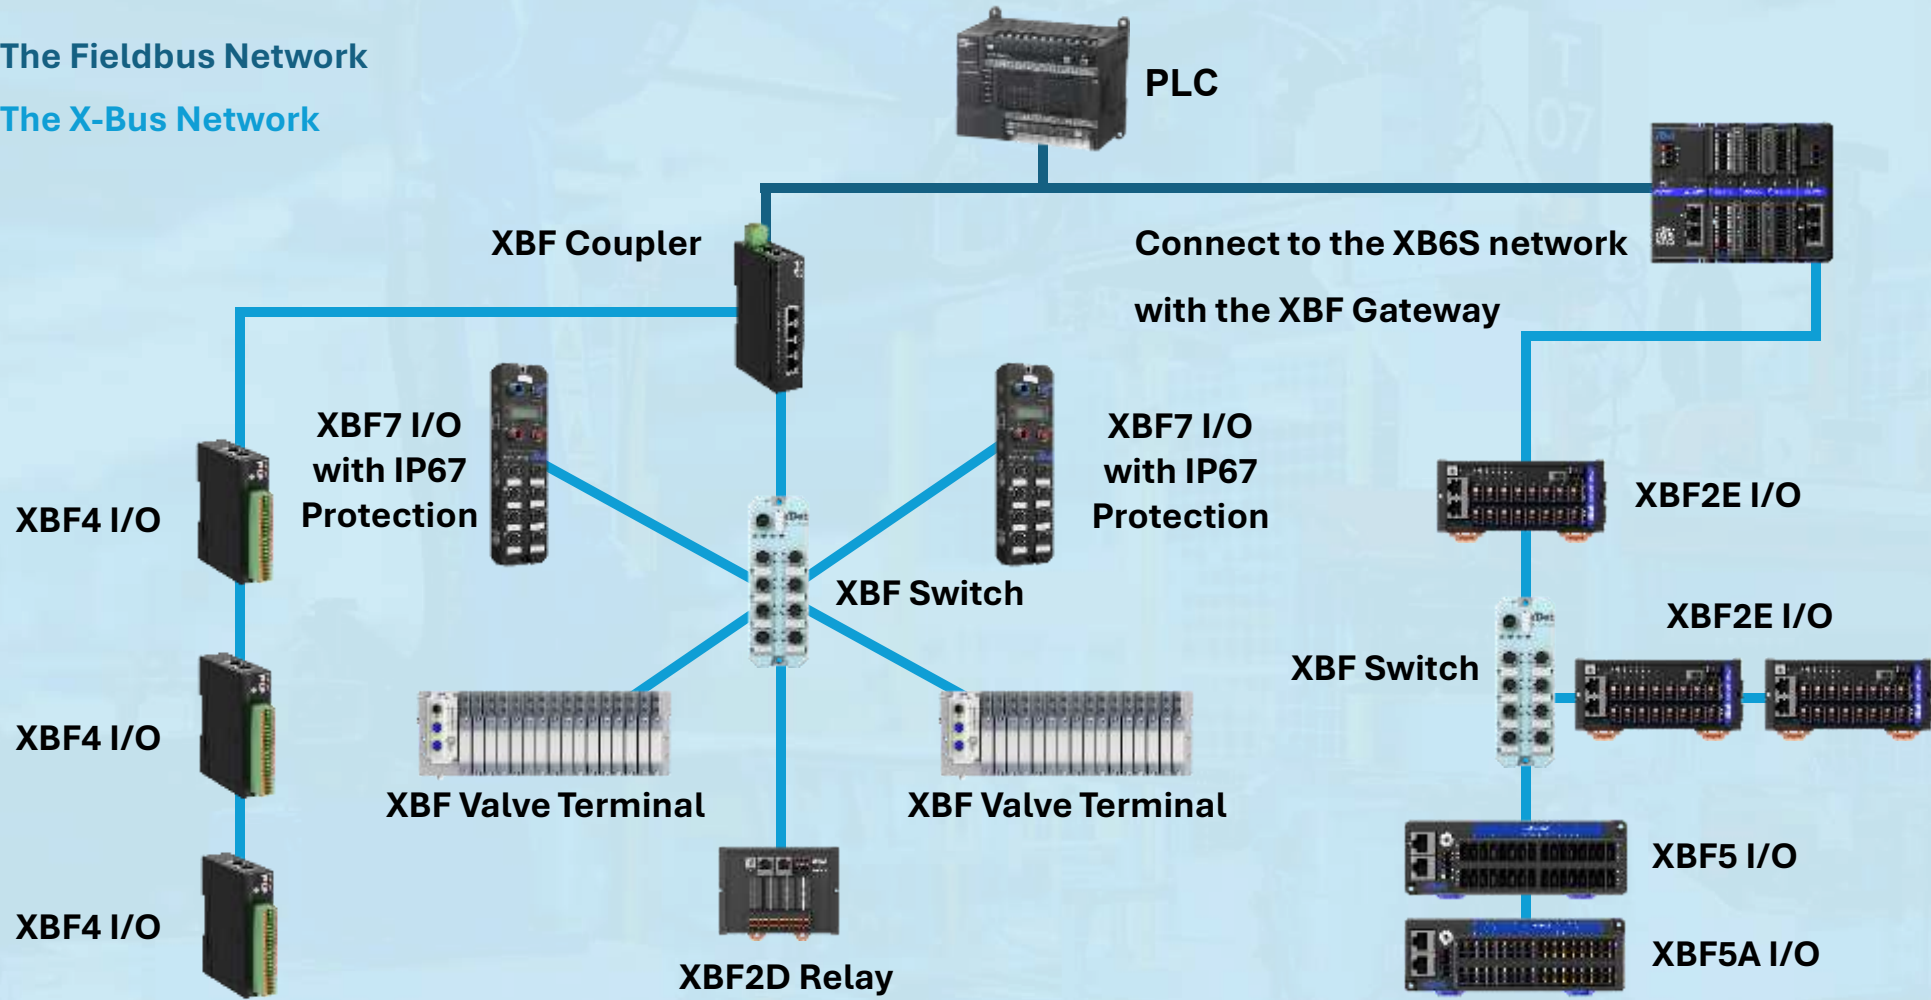 The Fieldbus Network
The X-Bus Network
PLC
XBF Coupler
Connect to the XB6S network
with the XBF Gateway
XBF7 I/O
with IP67
Protection
XBF7 I/O
with IP67
Protection
XBF4 I/O
XBF2E I/O
XBF Switch
XBF2E I/O
XBF Switch
XBF4 I/O
XBF Valve Terminal
XBF Valve Terminal
XBF5 I/O
XBF4 I/O
XBF2D Relay
XBF5A I/O